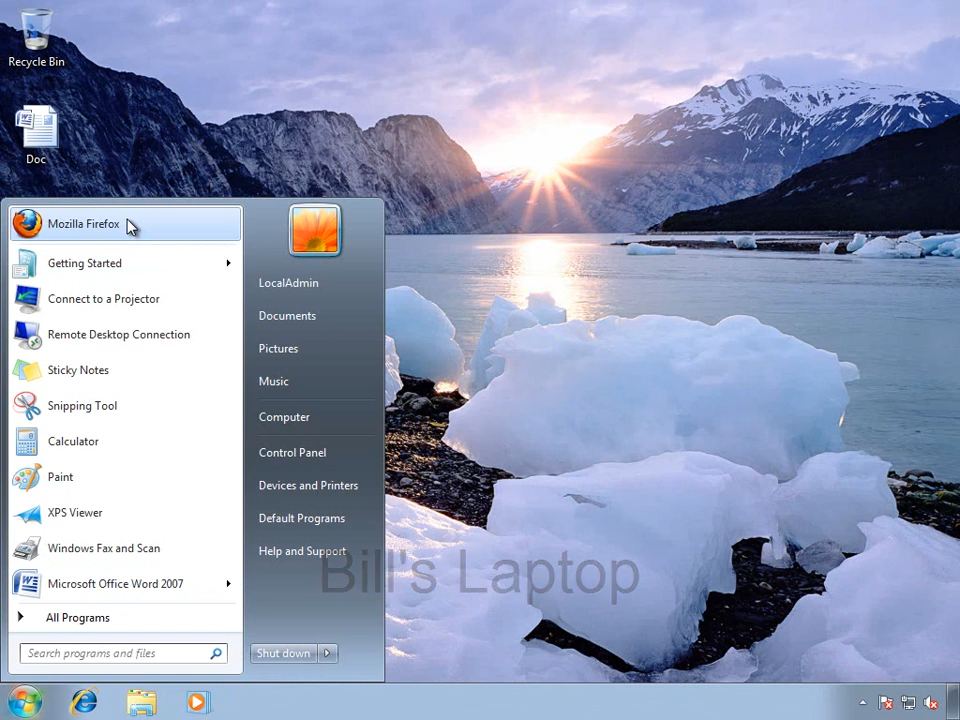 Recycle Bin
Doc
Mozilla Firefox
Getting Started
Connect to a Projector
Remote Desktop Connection
Sticky Notes
Snipping Tool
Calculator
Paint
XPS Viewer
Windows Fax and Scan
Microsoft Office Word 2007
All Programs
Search programs and files
LocalAdmin
Documents
Pictures
Music
Computer
Control Panel
Devices and Printers
Default Programs
Help and Support
Shut down
Bill's Laptop